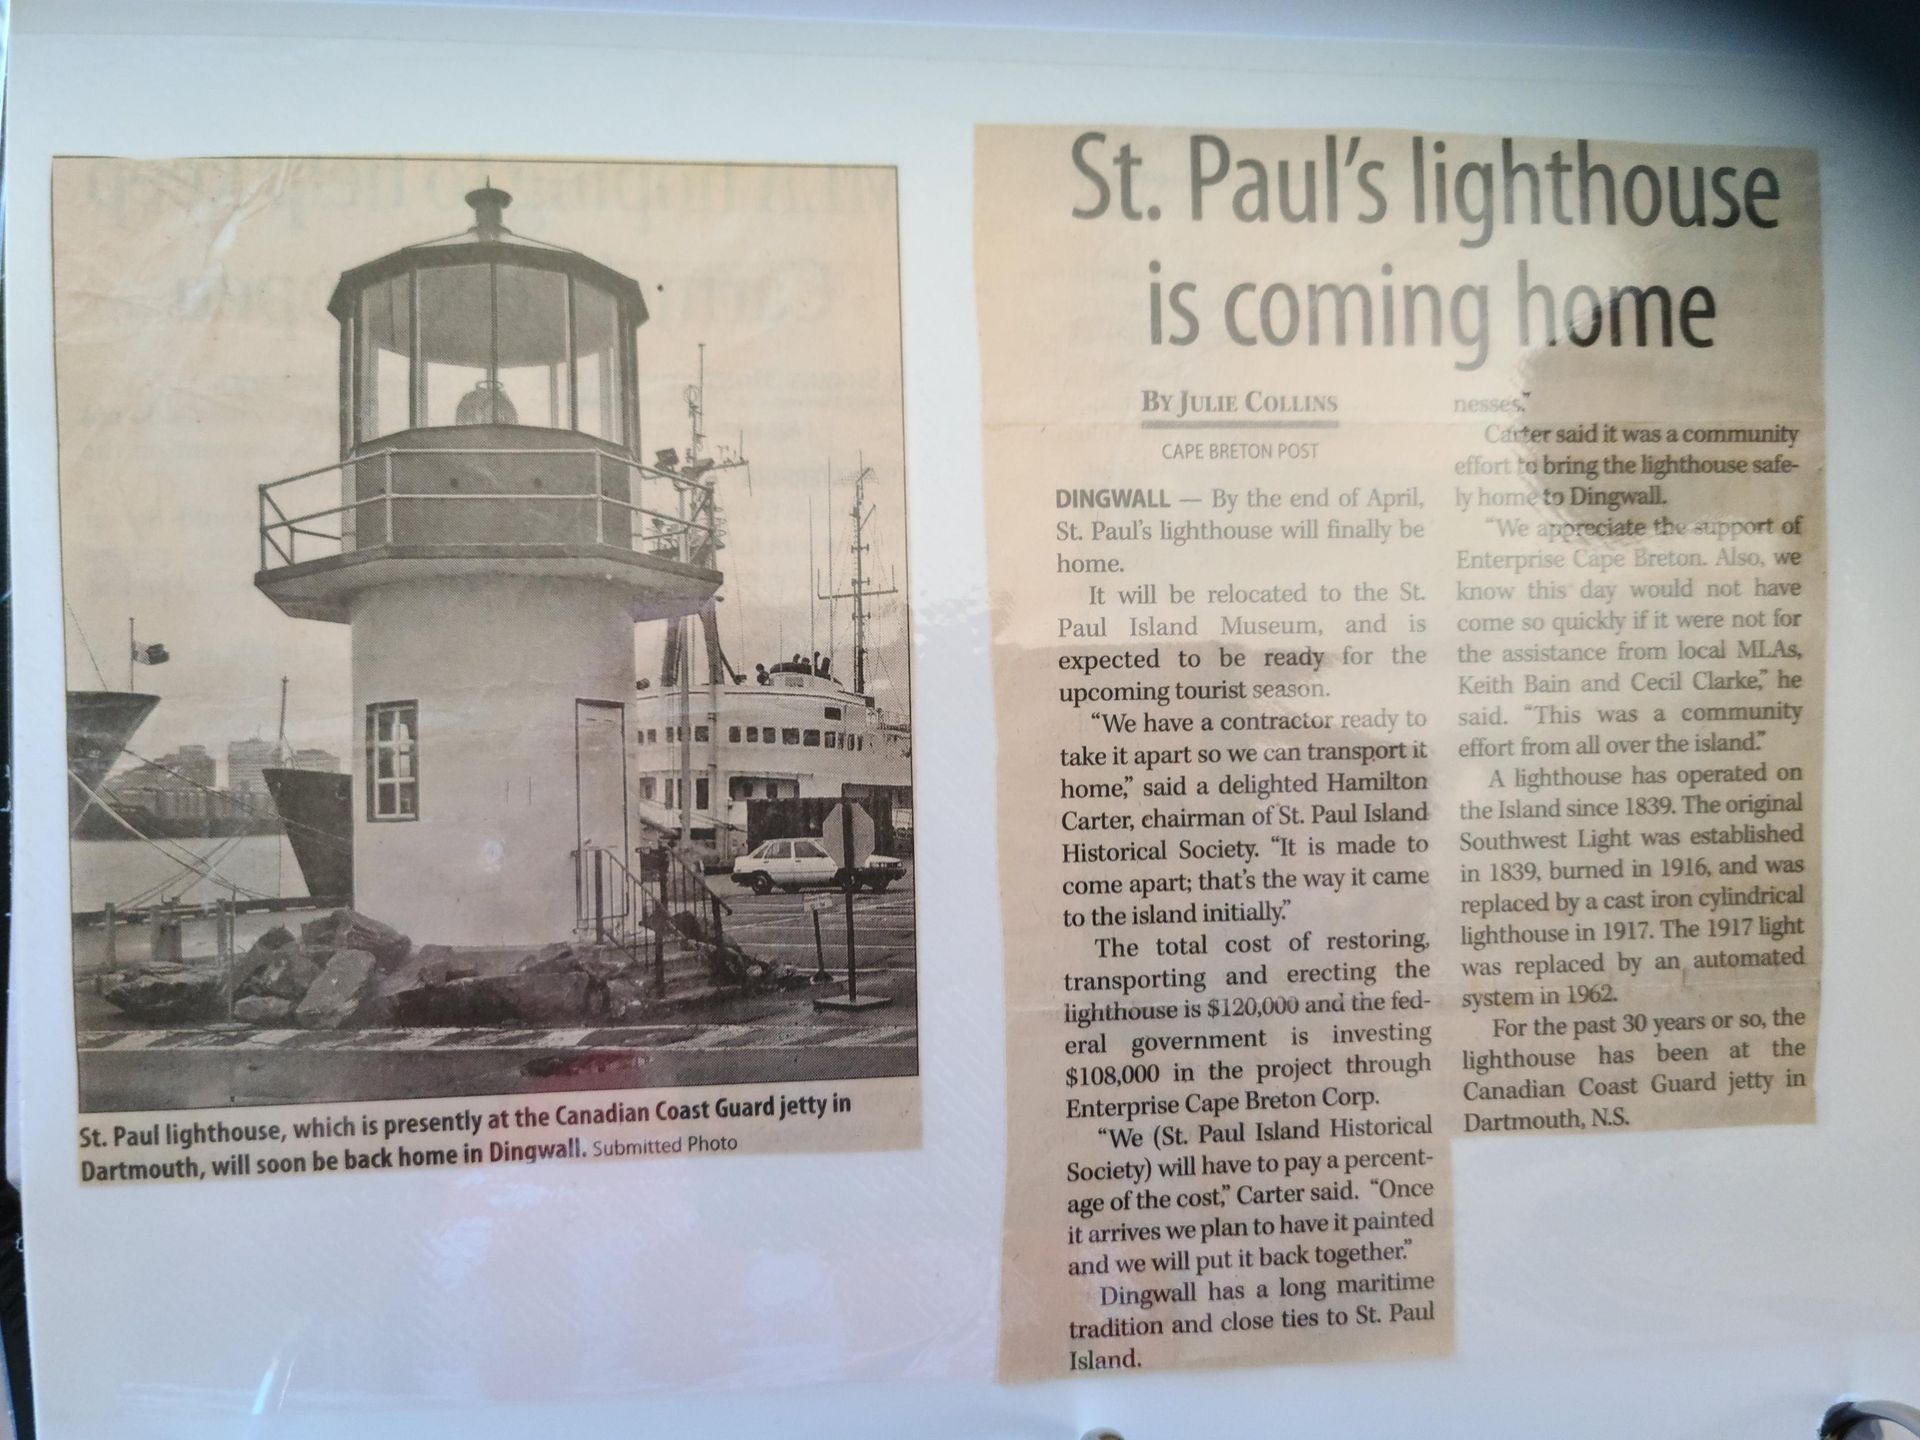 St. Paul lighthouse, which is presently at the Canadian Coast Guard jetty in
Dartmouth, will soon be back home in Dingwall. Submitted Photo
St. Paul's lighthouse
is coming home
BY JULIE COLLINS
CAPE BRETON POST
DINGWALL — By the end of April,
St. Paul's lighthouse will finally be
home.
It will be relocated to the St.
Paul Island Museum, and is
expected to be ready for the
upcoming tourist season.
“We have a contractor ready to
take it apart so we can transport it
home,” said a delighted Hamilton
Carter, chairman of St. Paul Island
Historical Society. “It is made to
come apart; that's the way it came
to the island initially.”
The total cost of restoring,
transporting and erecting the
lighthouse is $120,000 and the fed-
eral government is investing
$108,000 in the project through
Enterprise Cape Breton Corp.
“We (St. Paul Island Historical
Society) will have to pay a percent-
age of the cost,” Carter said. “Once
it arrives we plan to have it painted
and we will put it back together.”
Dingwall has a long maritime
tradition and close ties to St. Paul
Island.
nesses.”
Carter said it was a community
effort to bring the lighthouse safe-
ly home to Dingwall.
“We appreciate the support of
Enterprise Cape Breton. Also, we
know this day would not have
come so quickly if it were not for
the assistance from local MLAs,
Keith Bain and Cecil Clarke,” he
said. “This was a community
effort from all over the island.”
A lighthouse has operated on
the Island since 1839. The original
Southwest Light was established
in 1839, burned in 1916, and was
replaced by a cast iron cylindrical
lighthouse in 1917. The 1917 light
was replaced by an automated
system in 1962.
For the past 30 years or so, the
lighthouse has been at the
Canadian Coast Guard jetty in
Dartmouth, N.S.